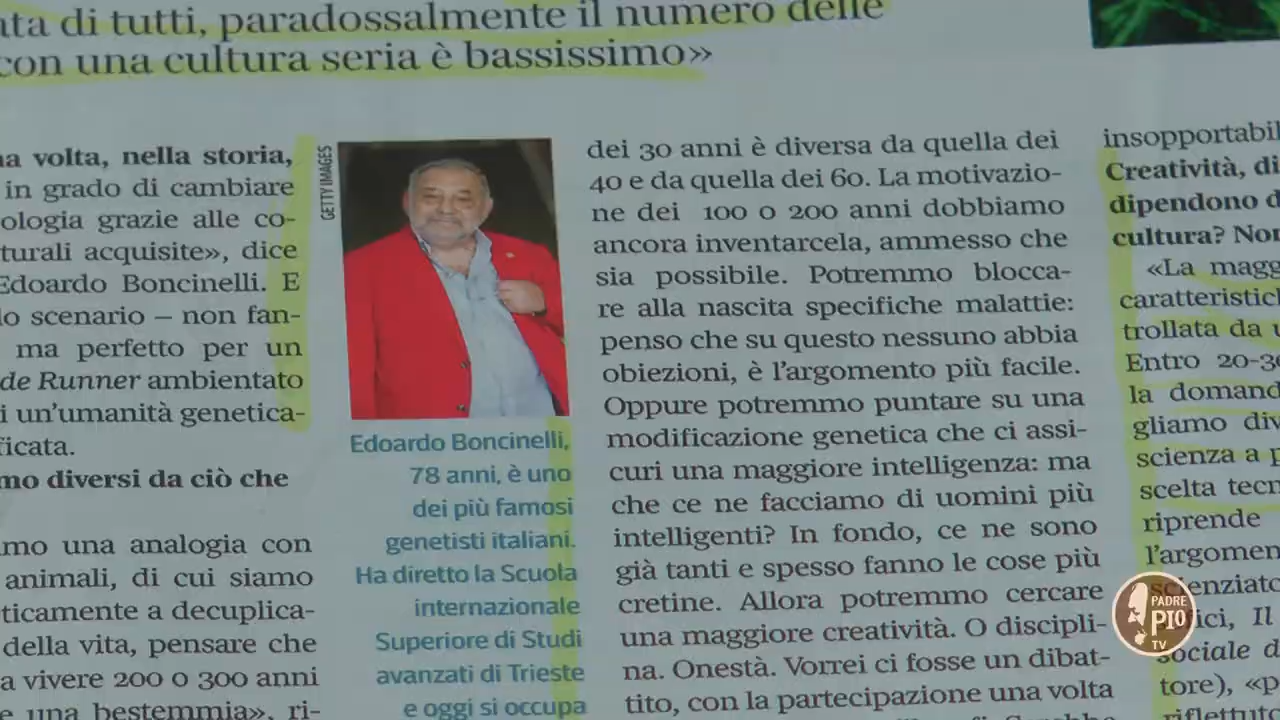 ata di tutti, paradossalmente il numero delle
con una cultura seria è bassissimo»
na volta, nella storia,
in grado di cambiare
ologia grazie alle co-
turali acquisite», dice
Edoardo Boncinelli. E
lo scenario – non fan-
ma perfetto per un
de Runner ambientato
i un'umanità genetica-
ficata.
mo diversi da ciò che
mo una analogia con
animali, di cui siamo
ticamente a decuplica-
della vita, pensare che
a vivere 200 o 300 anni
e una bestemmia», ri-
GETTY IMAGES
Edoardo Boncinelli,
78 anni, è uno
dei più famosi
genetisti italiani.
Ha diretto la Scuola
internazionale
Superiore di Studi
avanzati di Trieste
e oggi si occupa
dei 30 anni è diversa da quella dei
40 e da quella dei 60. La motivazio-
ne dei 100 o 200 anni dobbiamo
ancora inventarcela, ammesso che
sia possibile. Potremmo blocca-
re alla nascita specifiche malattie:
penso che su questo nessuno abbia
obiezioni, è l'argomento più facile.
Oppure potremmo puntare su una
modificazione genetica che ci assi-
curi una maggiore intelligenza: ma
che ce ne facciamo di uomini più
intelligenti? In fondo, ce ne sono
già tanti e spesso fanno le cose più
cretine. Allora potremmo cercare
una maggiore creatività. O discipli-
na. Onestà. Vorrei ci fosse un dibat-
tito, con la partecipazione una volta
insopportabil
Creatività, di
dipendono d
cultura? Non
«La magg
caratteristich
trollata da u
Entro 20-30
la domand
gliamo div
scienza a p
scelta tecn
riprende
l'argomen
scienziato
fici, Il
sociale d
tore), «p
riflettuto
PADRE
PIO
TV